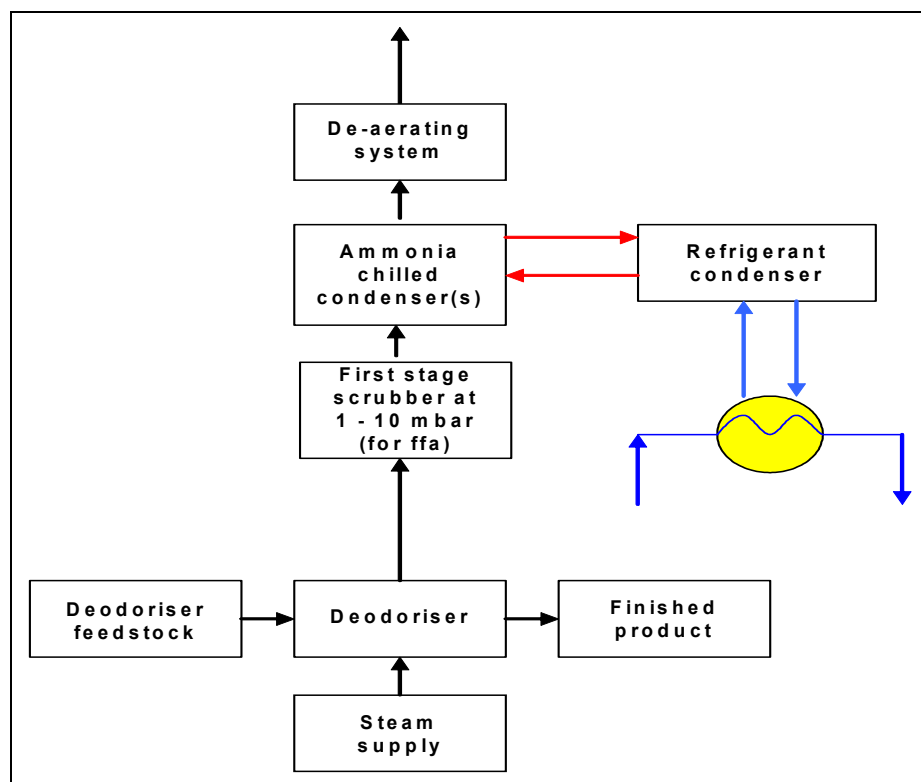 De-aerating
system
Ammonia
chilled
condenser(s)
Refrigerant
condenser
First stage
scrubber at
1 - 10 mbar
(for ffa)
Deodoriser
feedstock
Deodoriser
Finished
product
Steam
supply